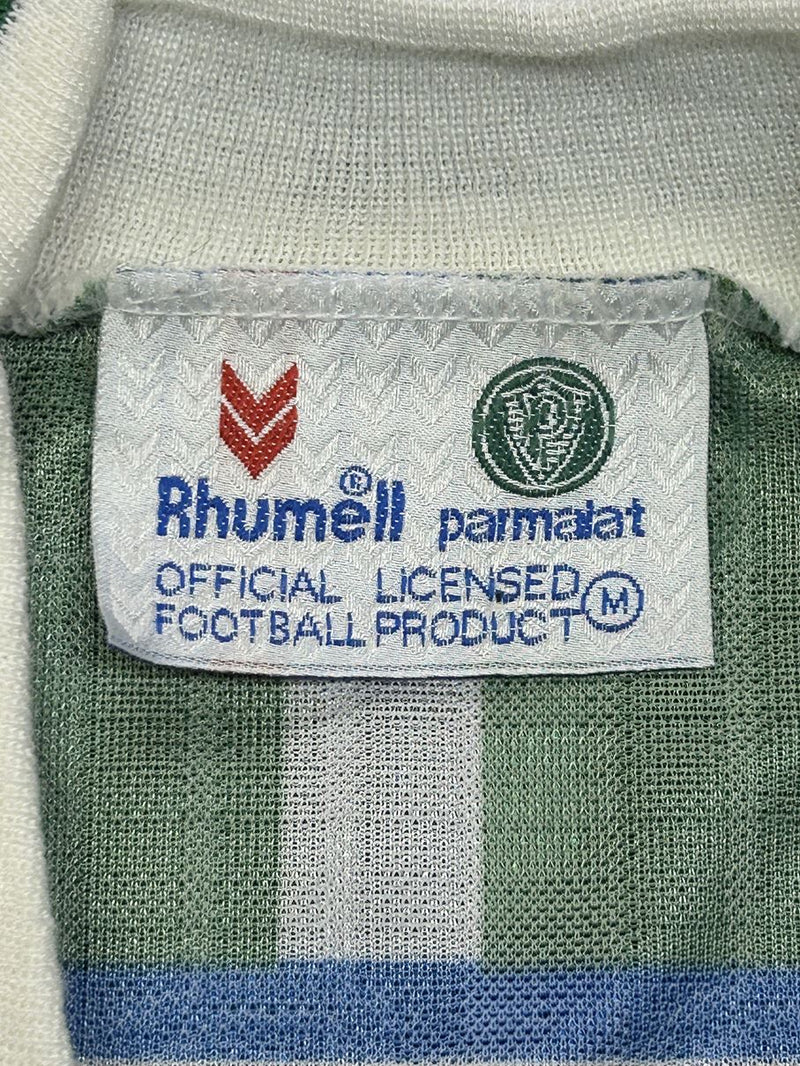 Rhumell® parmalat
OFFICIAL LICENSED
FOOTBALL PRODUCT M